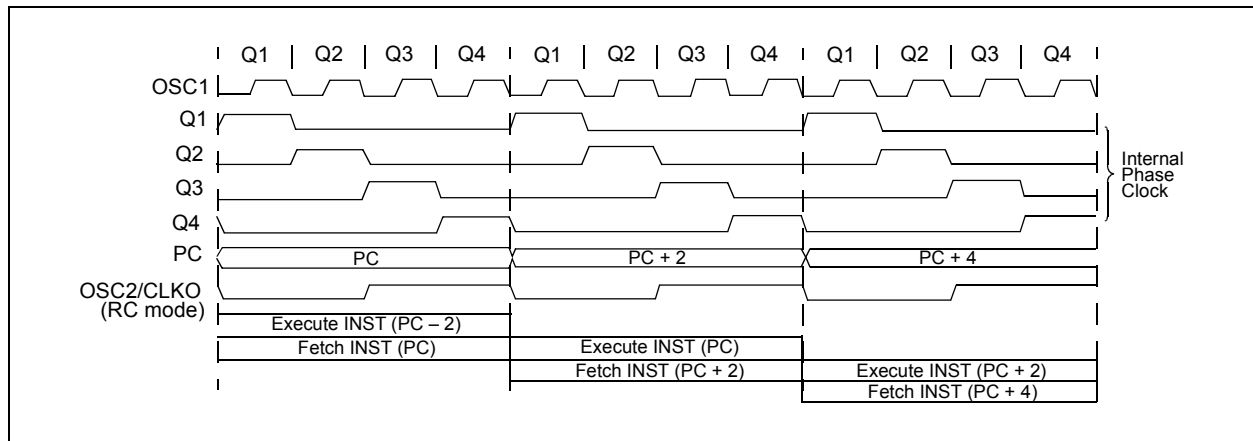 Q1 | Q2 | Q3 | Q4 | Q1 | Q2 | Q3 | Q4 | Q1 | Q2 | Q3 | Q4
OSC1
Q1
Q2
Q3
Q4
Internal
Phase
Clock
PC
PC
PC + 2
PC + 4
OSC2/CLKO
(RC mode)
Execute INST (PC – 2)
Fetch INST (PC)
Execute INST (PC)
Fetch INST (PC + 2)
Execute INST (PC + 2)
Fetch INST (PC + 4)